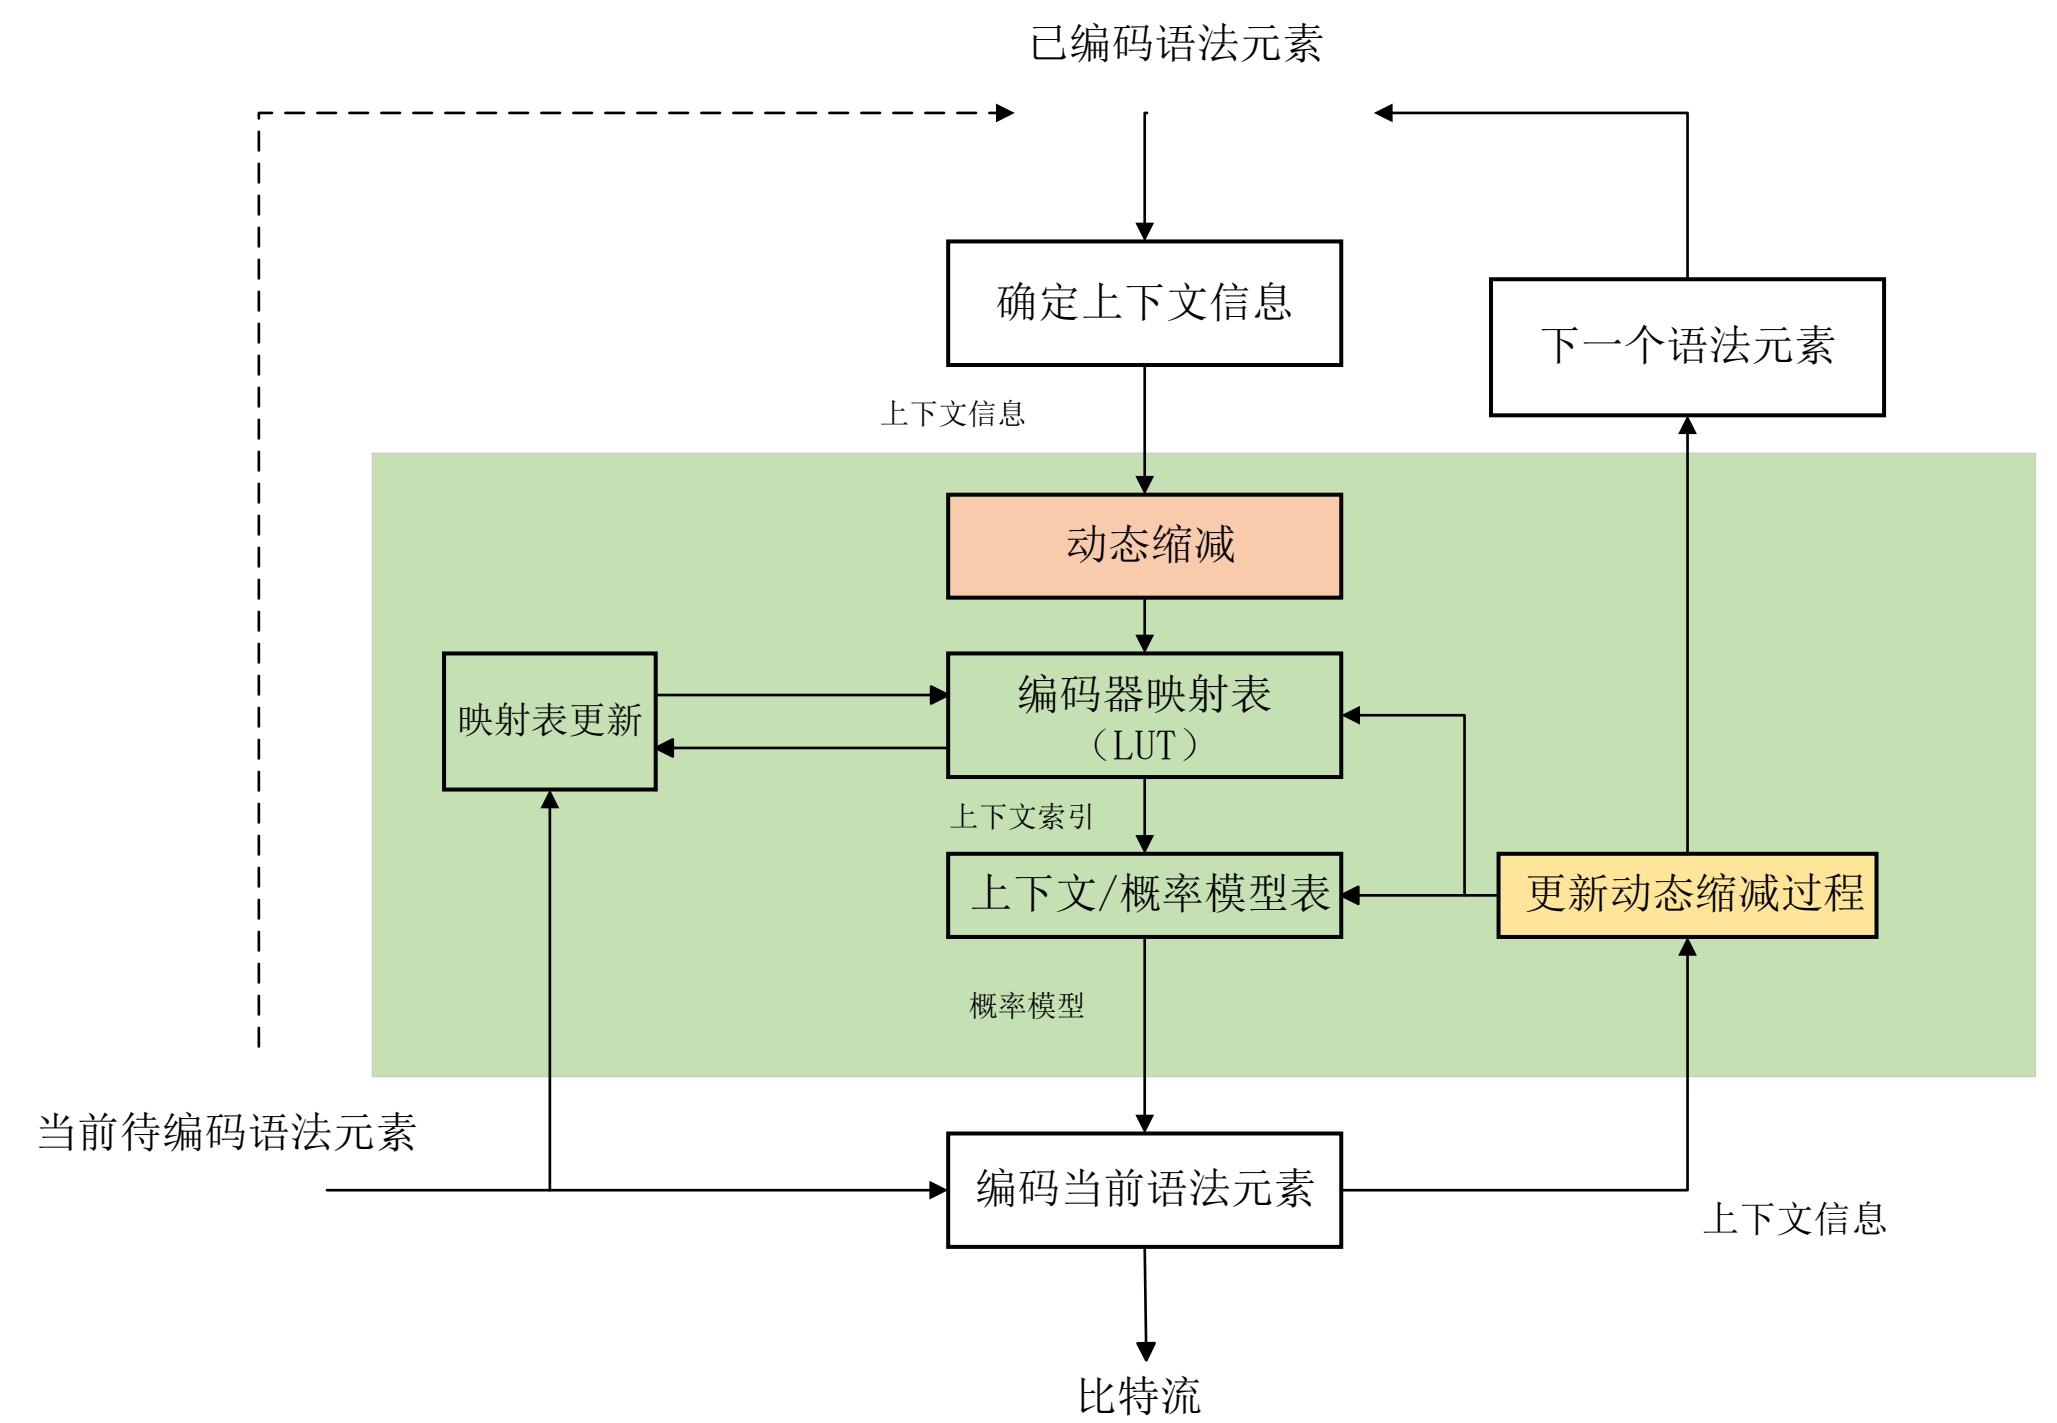 已编码语法元素
确定上下文信息
下一个语法元素
上下文信息
动态缩减
映射表更新
编码器映射表
（LUT）
上下文索引
上下文/概率模型表
更新动态缩减过程
概率模型
当前待编码语法元素
编码当前语法元素
上下文信息
比特流